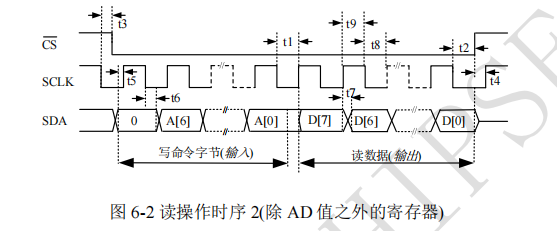 t3
t9
CS
t1
t8
t2
SCLK
t5
t6
t7
t4
SDA
0
A[6]
A[0]
D[7]
D[6]
D[0]
写命令字节(输入)
读数据(输出)
图 6-2 读操作时序 2(除 AD 值之外的寄存器)
HIPSE